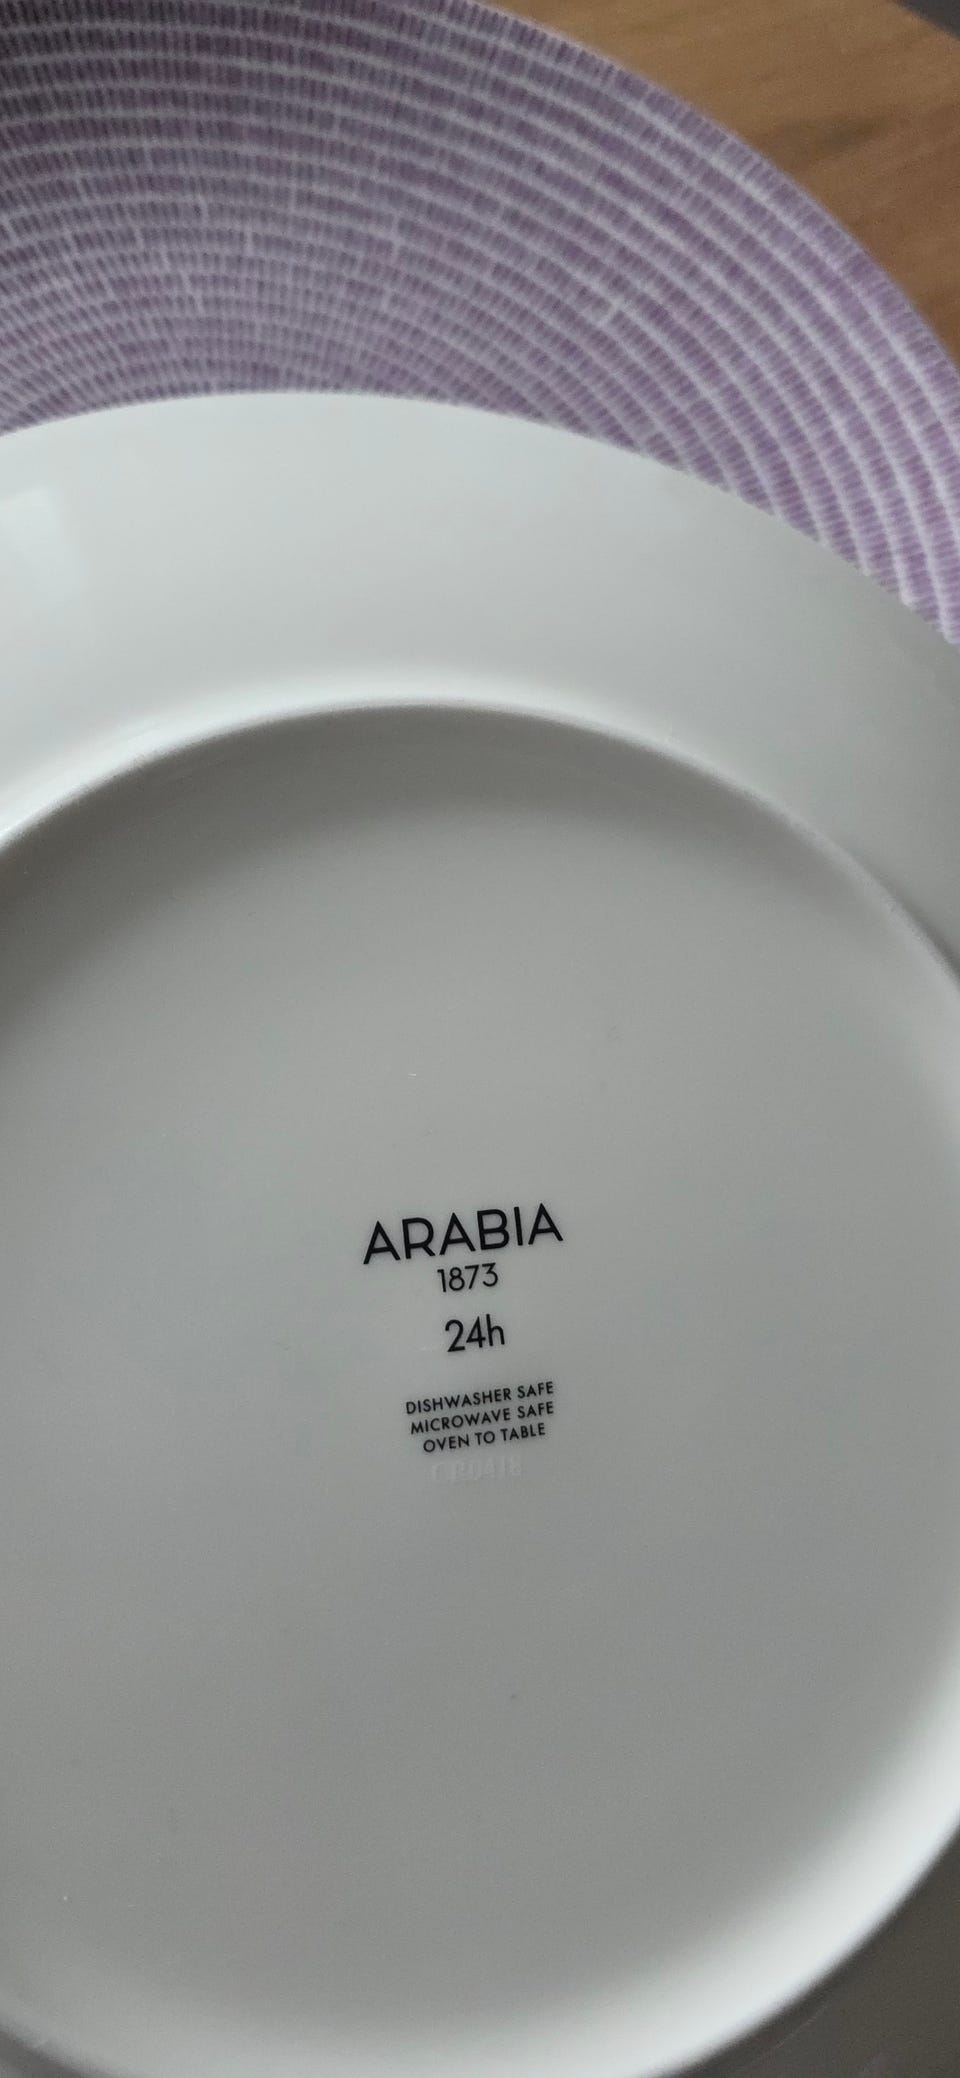 ARABIA
1873
24h
DISHWASHER SAFE
MICROWAVE SAFE
OVEN TO TABLE